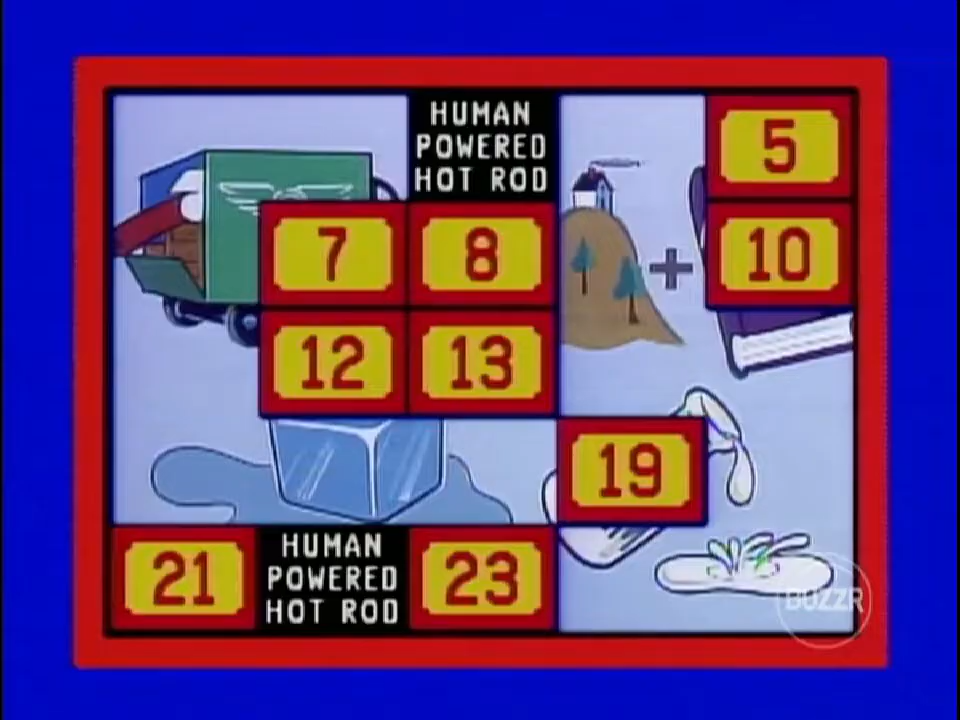 HUMAN
POWERED
HOT ROD
5
7
8
+
10
12
13
19
21
HUMAN
POWERED
HOT ROD
23
BUZZR